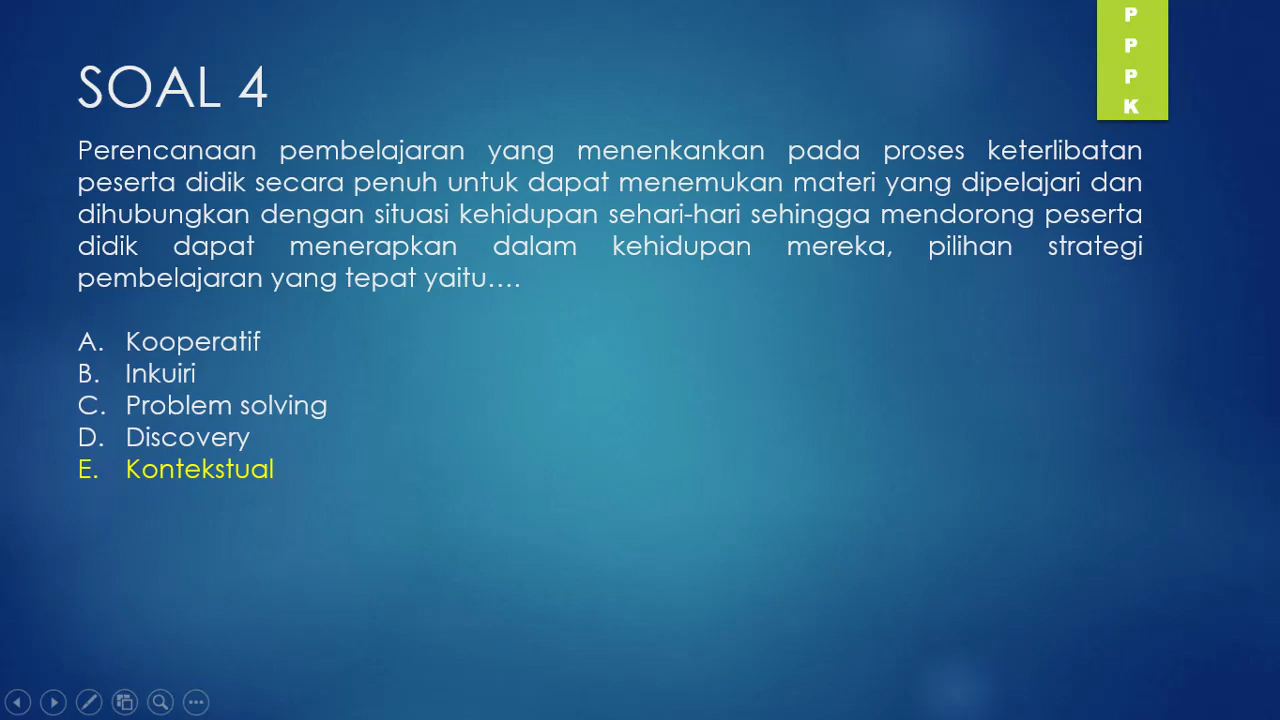 P
P
P
K
SOAL 4
Perencanaan pembelajaran yang menenkankan pada proses keterlibatan
peserta didik secara penuh untuk dapat menemukan materi yang dipelajari dan
dihubungkan dengan situasi kehidupan sehari-hari sehingga mendorong peserta
didik dapat menerapkan dalam kehidupan mereka, pilihan strategi
pembelajaran yang tepat yaitu….
A. Kooperatif
B. Inkuiri
C. Problem solving
D. Discovery
E. Kontekstual